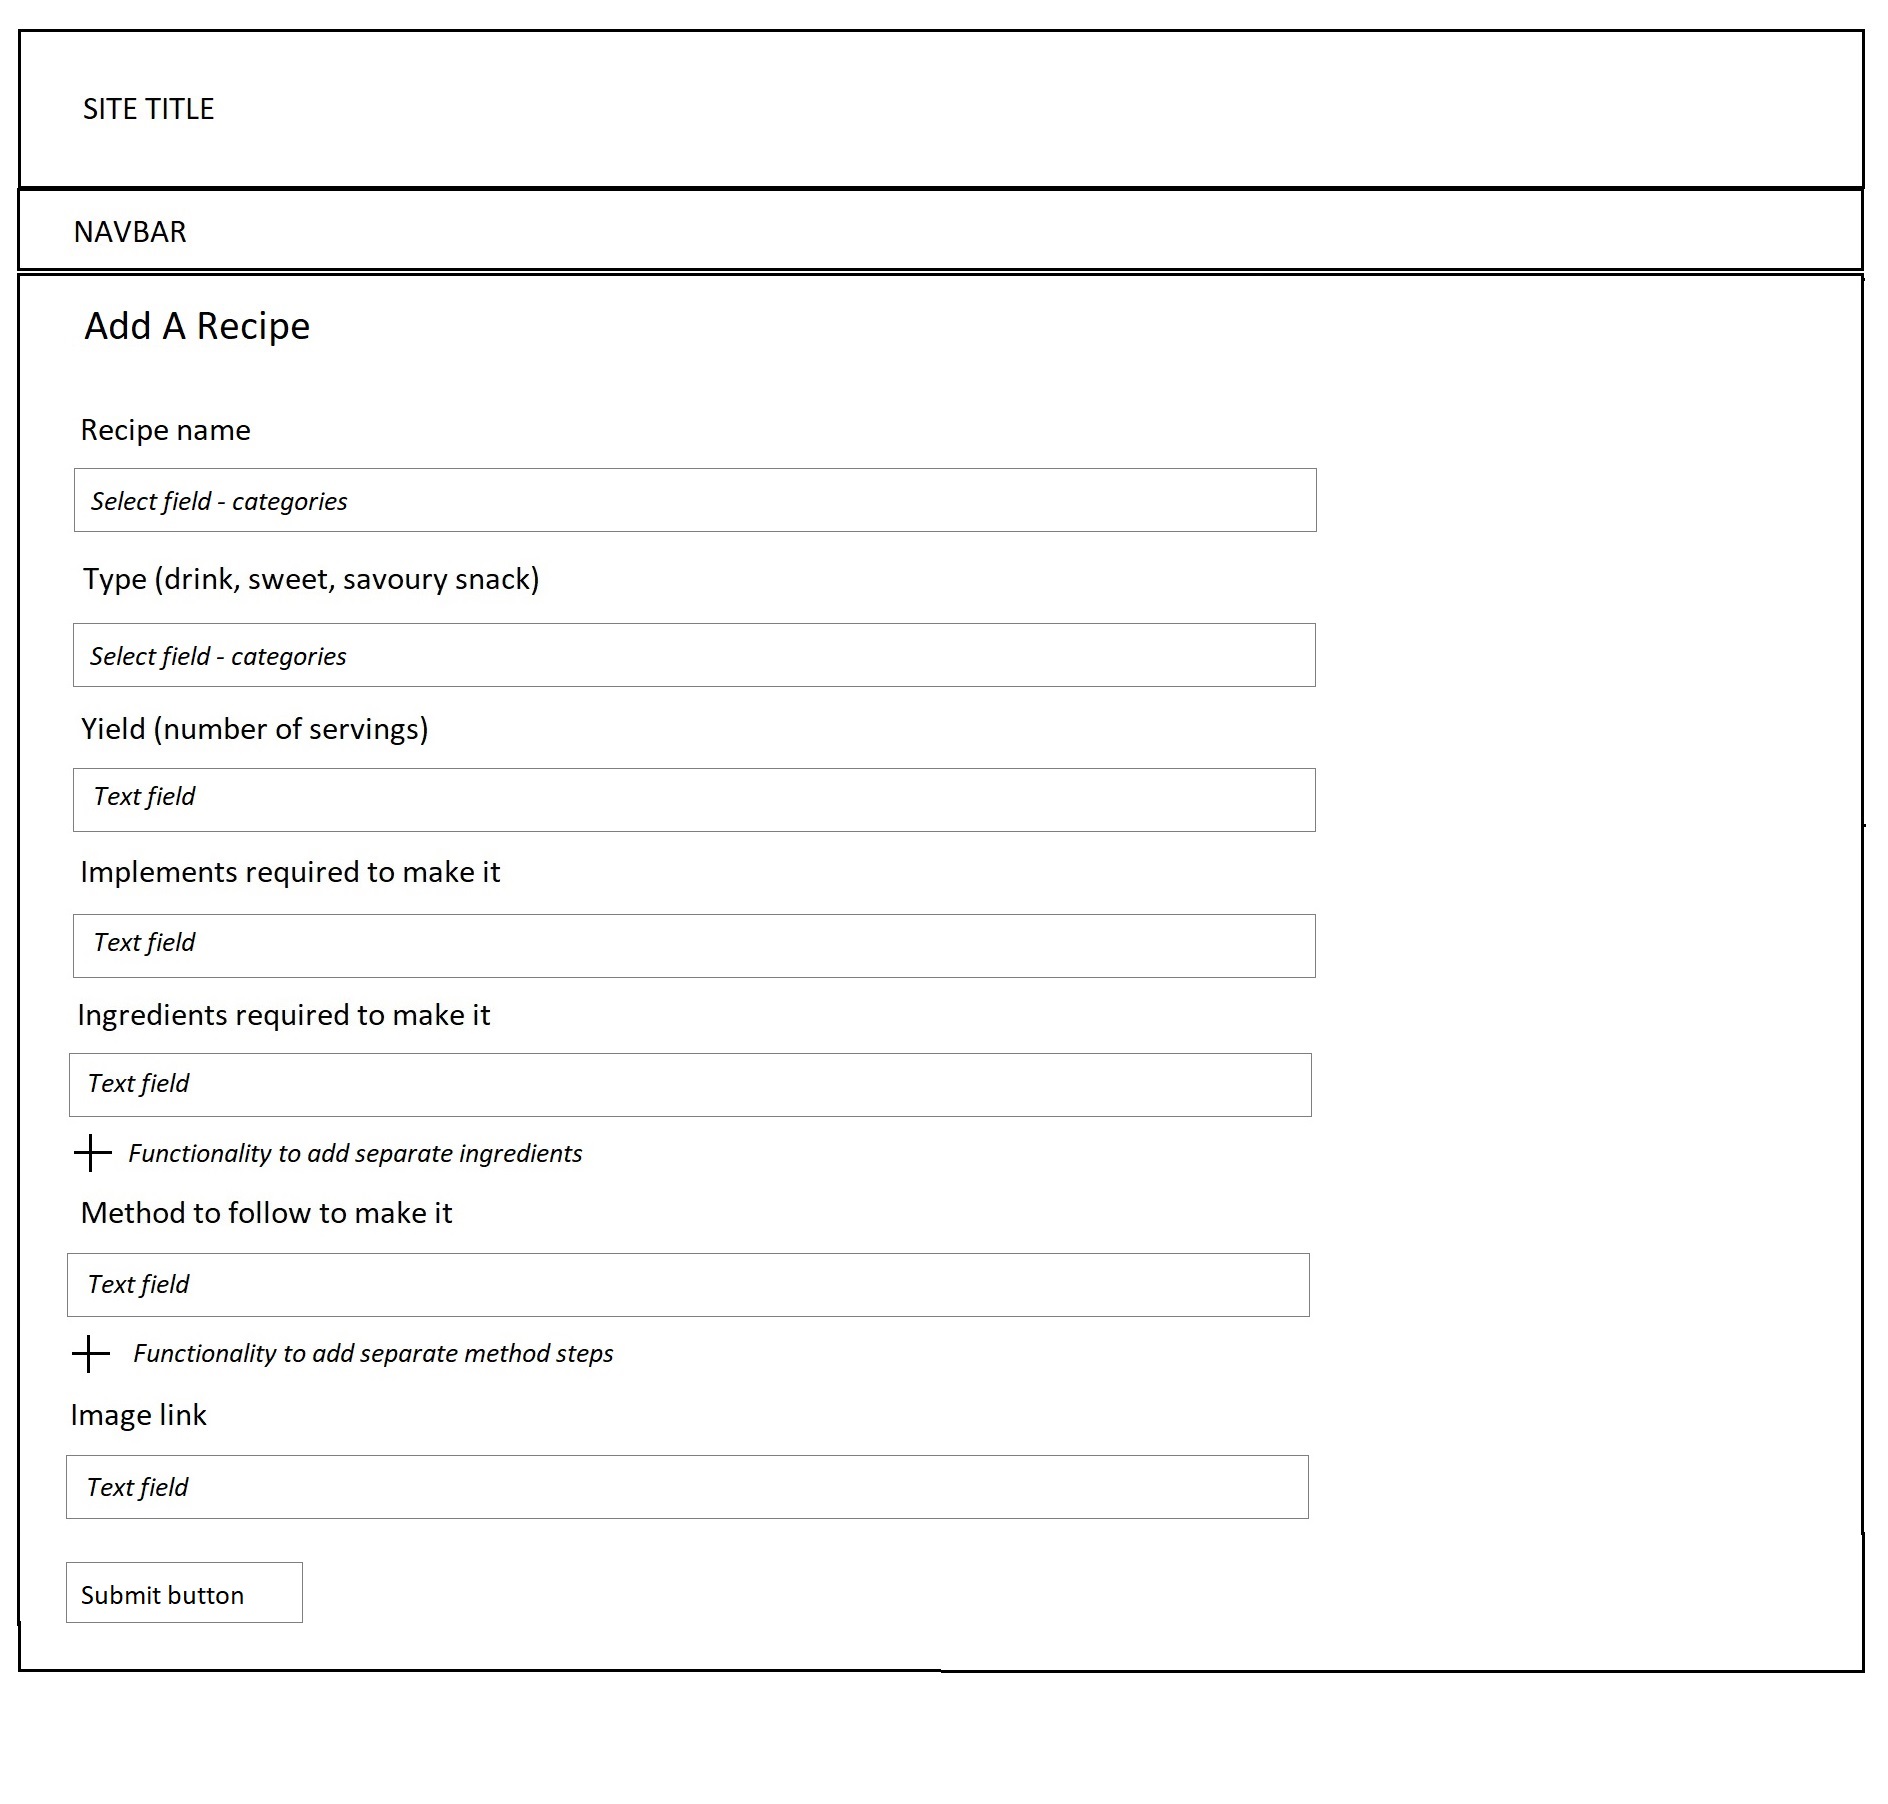 SITE TITLE
NAVBAR
Add A Recipe
Recipe name
Select field - categories
Type (drink, sweet, savoury snack)
Select field - categories
Yield (number of servings)
Text field
Implements required to make it
Text field
Ingredients required to make it
Text field
Functionality to add separate ingredients
Method to follow to make it
Text field
Functionality to add separate method steps
Image link
Text field
Submit button